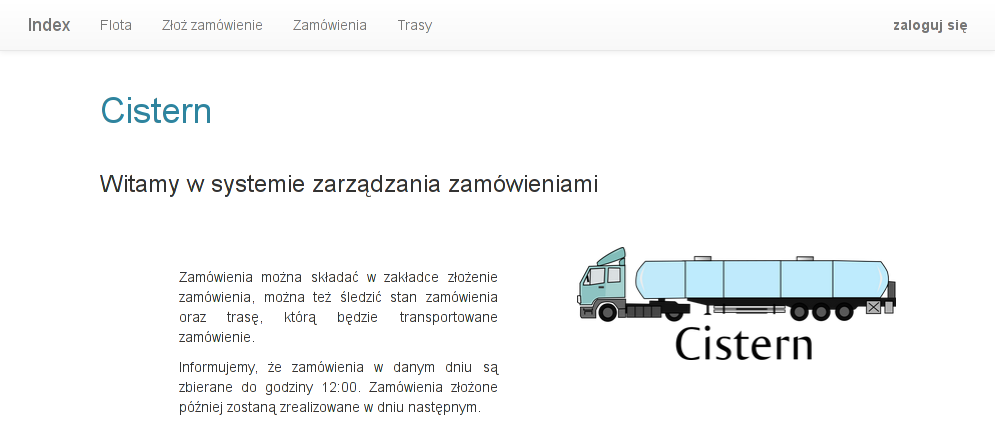 Index Flota Złoż zamówienie Zamówienia Trasy zaloguj się
Cistern
Witamy w systemie zarządzania zamówieniami
Zamówienia można składać w zakładce złożenie
zamówienia, można też śledzić stan zamówienia
oraz trasę, którą będzie transportowane
zamówienie.
Informujemy, że zamówienia w danym dniu są
zbierane do godziny 12:00. Zamówienia złożone
później zostaną zrealizowane w dniu następnym.
Cistern